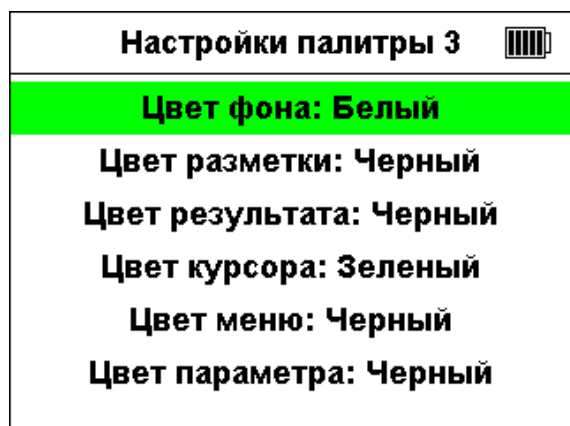 Настройки палитры 3
Цвет фона: Белый
Цвет разметки: Черный
Цвет результата: Черный
Цвет курсора: Зеленый
Цвет меню: Черный
Цвет параметра: Черный